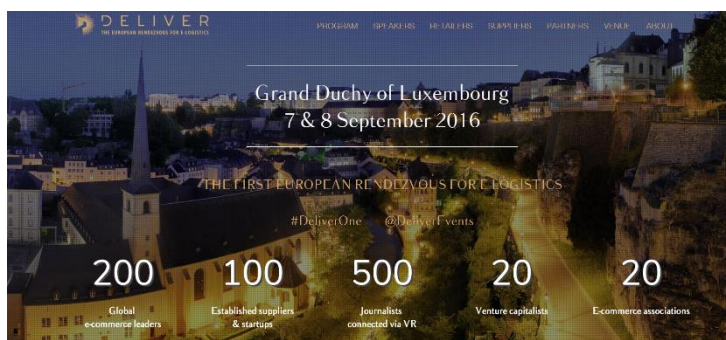 DELIVER
THE EUROPEAN RENDEZVOUS FOR E-LOGISTICS
PROGRAM SPEAKERS RETAILERS SUPPLIERS PARTNERS VENUE ABOUT
Grand Duchy of Luxembourg
7 & 8 September 2016
THE FIRST EUROPEAN RENDEZVOUS FOR E-LOGISTICS
#DeliverOne @DeliverEvents
200 100 500 20 20
Global Established suppliers Journalists Venture capitalists E-commerce associations
e-commerce leaders & startups connected via VR